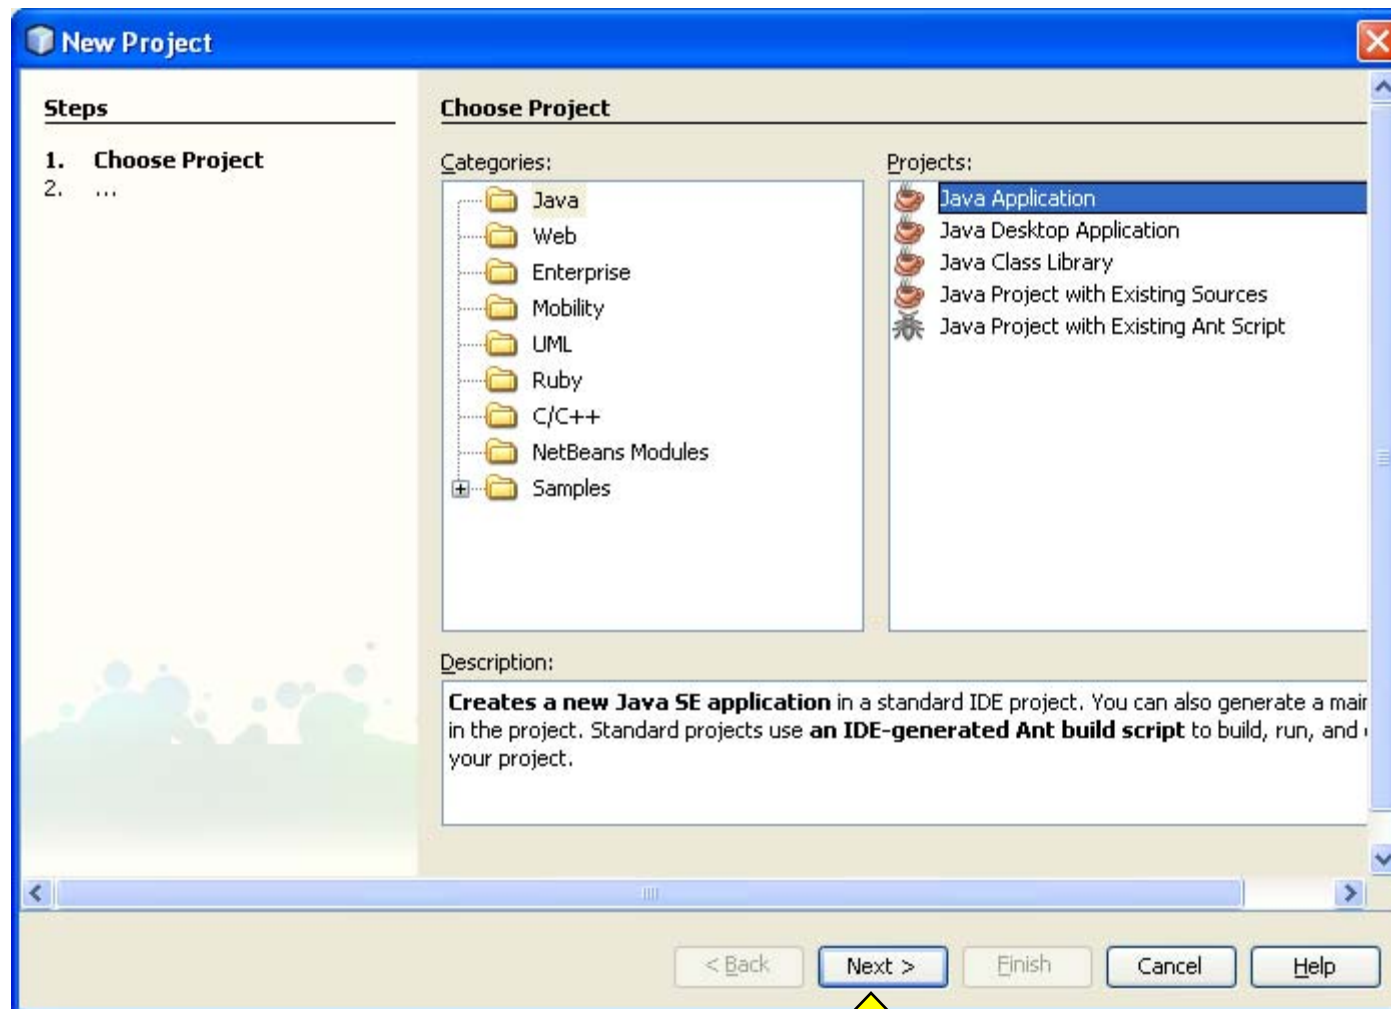 New Project
Steps
1. Choose Project
2. ...
Choose Project
Categories:
Java
Web
Enterprise
Mobility
UML
Ruby
C/C++
NetBeans Modules
Samples
Projects:
Java Application
Java Desktop Application
Java Class Library
Java Project with Existing Sources
Java Project with Existing Ant Script
Description:
Creates a new Java SE application in a standard IDE project. You can also generate a
in the project. Standard projects use an IDE-generated Ant build script to build, run, and
your project.
< Back
Next >
Finish
Cancel
Help